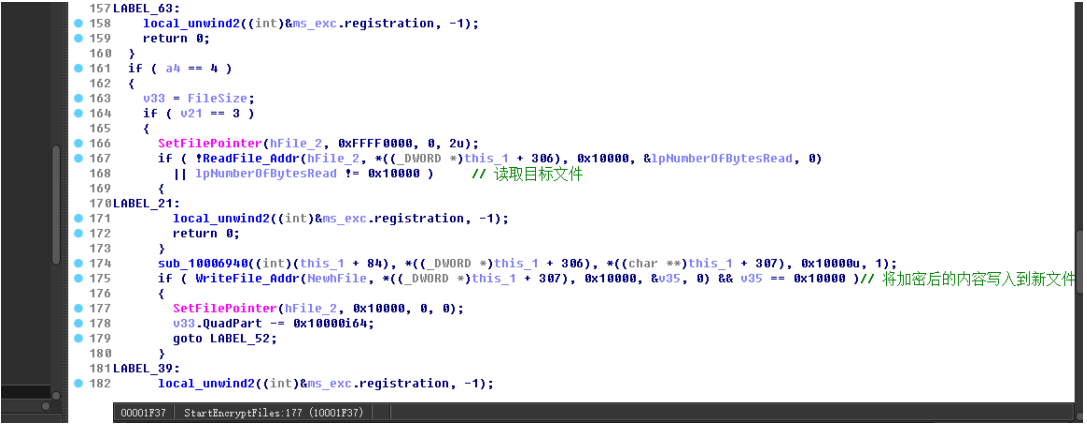 157 LABEL_63:
158 local_unwind2((int)&ms_exc.registration, -1);
159 return 0;
160 }
161 if ( a4 == 4 )
162 {
163 v33 = FileSize;
164 if ( v21 == 3 )
165 {
166 SetFilePointer(hFile_2, 0xFFFF0000, 0, 2u);
167 if ( !ReadFile_Addr(hFile_2, *((_DWORD *)this_1 + 306), 0x10000, &lpNumberOfBytesRead, 0)
168 || lpNumberOfBytesRead != 0x10000 ) // 读取目标文件
169 {
170 LABEL_21:
171 local_unwind2((int)&ms_exc.registration, -1);
172 return 0;
173 }
174 sub_10006940((int)(this_1 + 84), *((_DWORD *)this_1 + 306), *((char **)this_1 + 307), 0x10000u, 1);
175 if ( WriteFile_Addr(NewhFile, *((_DWORD *)this_1 + 307), 0x10000, &v35, 0) && v35 == 0x10000 )// 将加密后的内容写入到新文件
176 {
177 SetFilePointer(hFile_2, 0x10000, 0, 0);
178 v33.QuadPart -= 0x10000i64;
179 goto LABEL_52;
180 }
181 LABEL_39:
182 local_unwind2((int)&ms_exc.registration, -1);
00001F37 StartEncryptFiles:177 (10001F37)